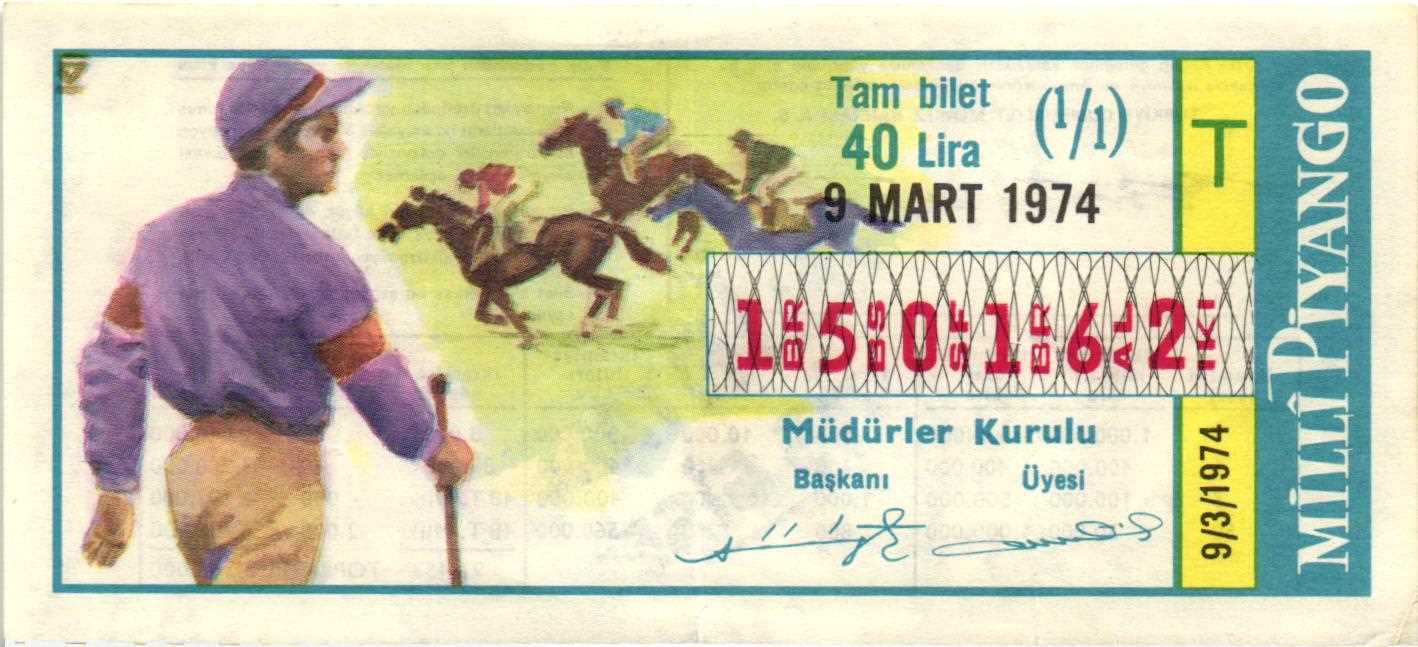 Tam bilet
40 Lira
(1/1)
9 MART 1974
T
1 BR 5 BS 0 SF 1 BR 6 AL 2 İKİ
Müdürler Kurulu
Başkanı Üyesi
9/3/1974
MİLLÎ PİYANGO